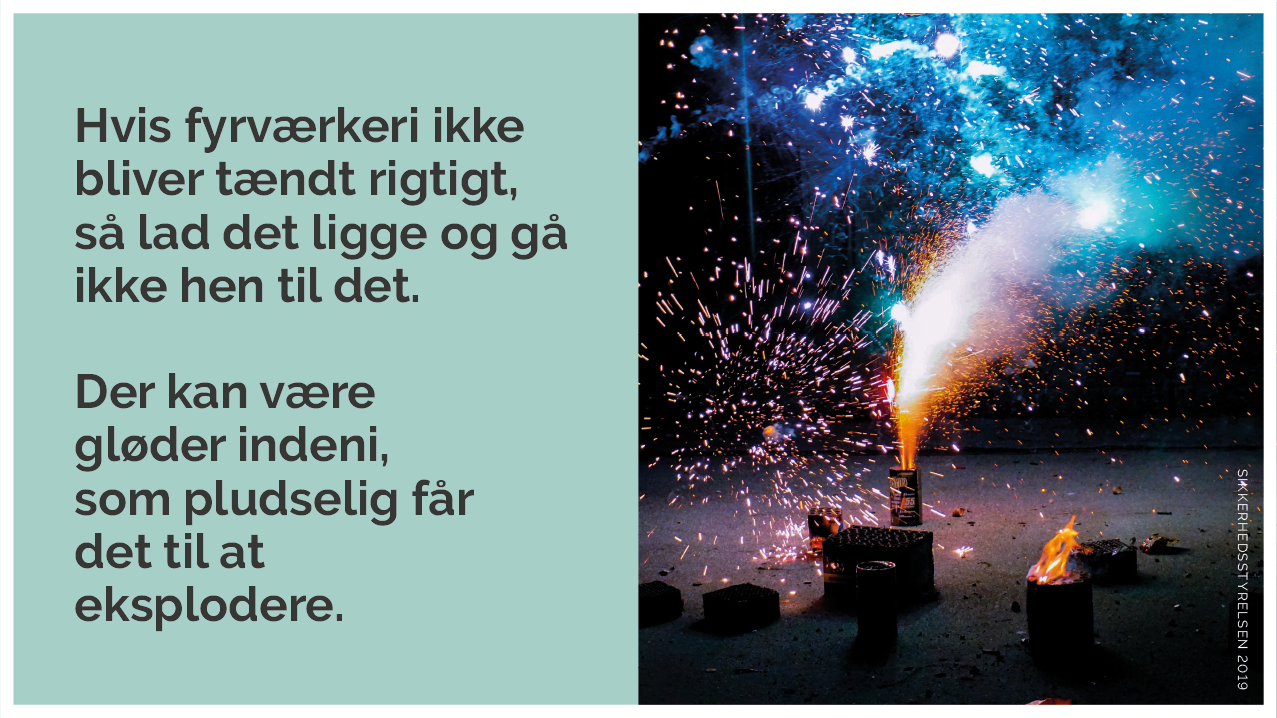 Hvis fyrværkeri ikke
bliver tændt rigtigt,
så lad det ligge og gå
ikke hen til det.
Der kan være
gløder indeni,
som pludselig får
det til at
eksplodere.
SIKKERHEDSSTYRELSEN 2019